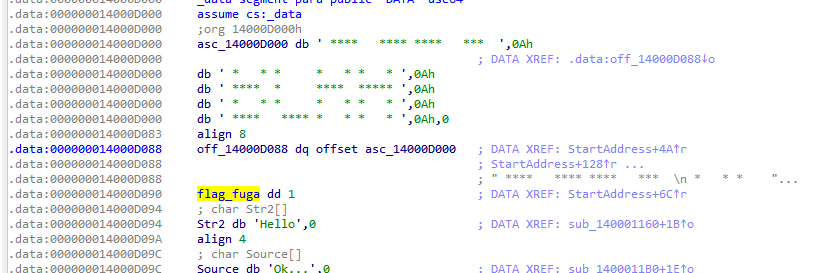 _data segment para public 'DATA' use64
.data:000000014000D000 assume cs:_data
.data:000000014000D000 ;org 14000D000h
.data:000000014000D000 asc_14000D000 db ' ****   **** ****   ***  ',0Ah
.data:000000014000D000 ; DATA XREF: .data:off_14000D088↓o
.data:000000014000D000 db ' *   * *     *   * *   * ',0Ah
.data:000000014000D000 db ' ****  *     ****  ***** ',0Ah
.data:000000014000D000 db ' *   * *     *   * *   * ',0Ah
.data:000000014000D000 db ' ****   **** *   * *   * ',0Ah,0
.data:000000014000D083 align 8
.data:000000014000D088 off_14000D088 dq offset asc_14000D000 ; DATA XREF: StartAddress+4A↑r
.data:000000014000D088 ; StartAddress+128↑r ...
.data:000000014000D088 ; " ****   **** ****   ***  \n *   * *     "...
.data:000000014000D090 flag_fuga dd 1 ; DATA XREF: StartAddress+6C↑r
.data:000000014000D094 ; char Str2[]
.data:000000014000D094 Str2 db 'Hello',0 ; DATA XREF: sub_140001160+1B↑o
.data:000000014000D09A align 4
.data:000000014000D09C ; char Source[]
.data:000000014000D09C Source db 'Ok...',0 ; DATA XREF: sub_1400011B0+1E↑o